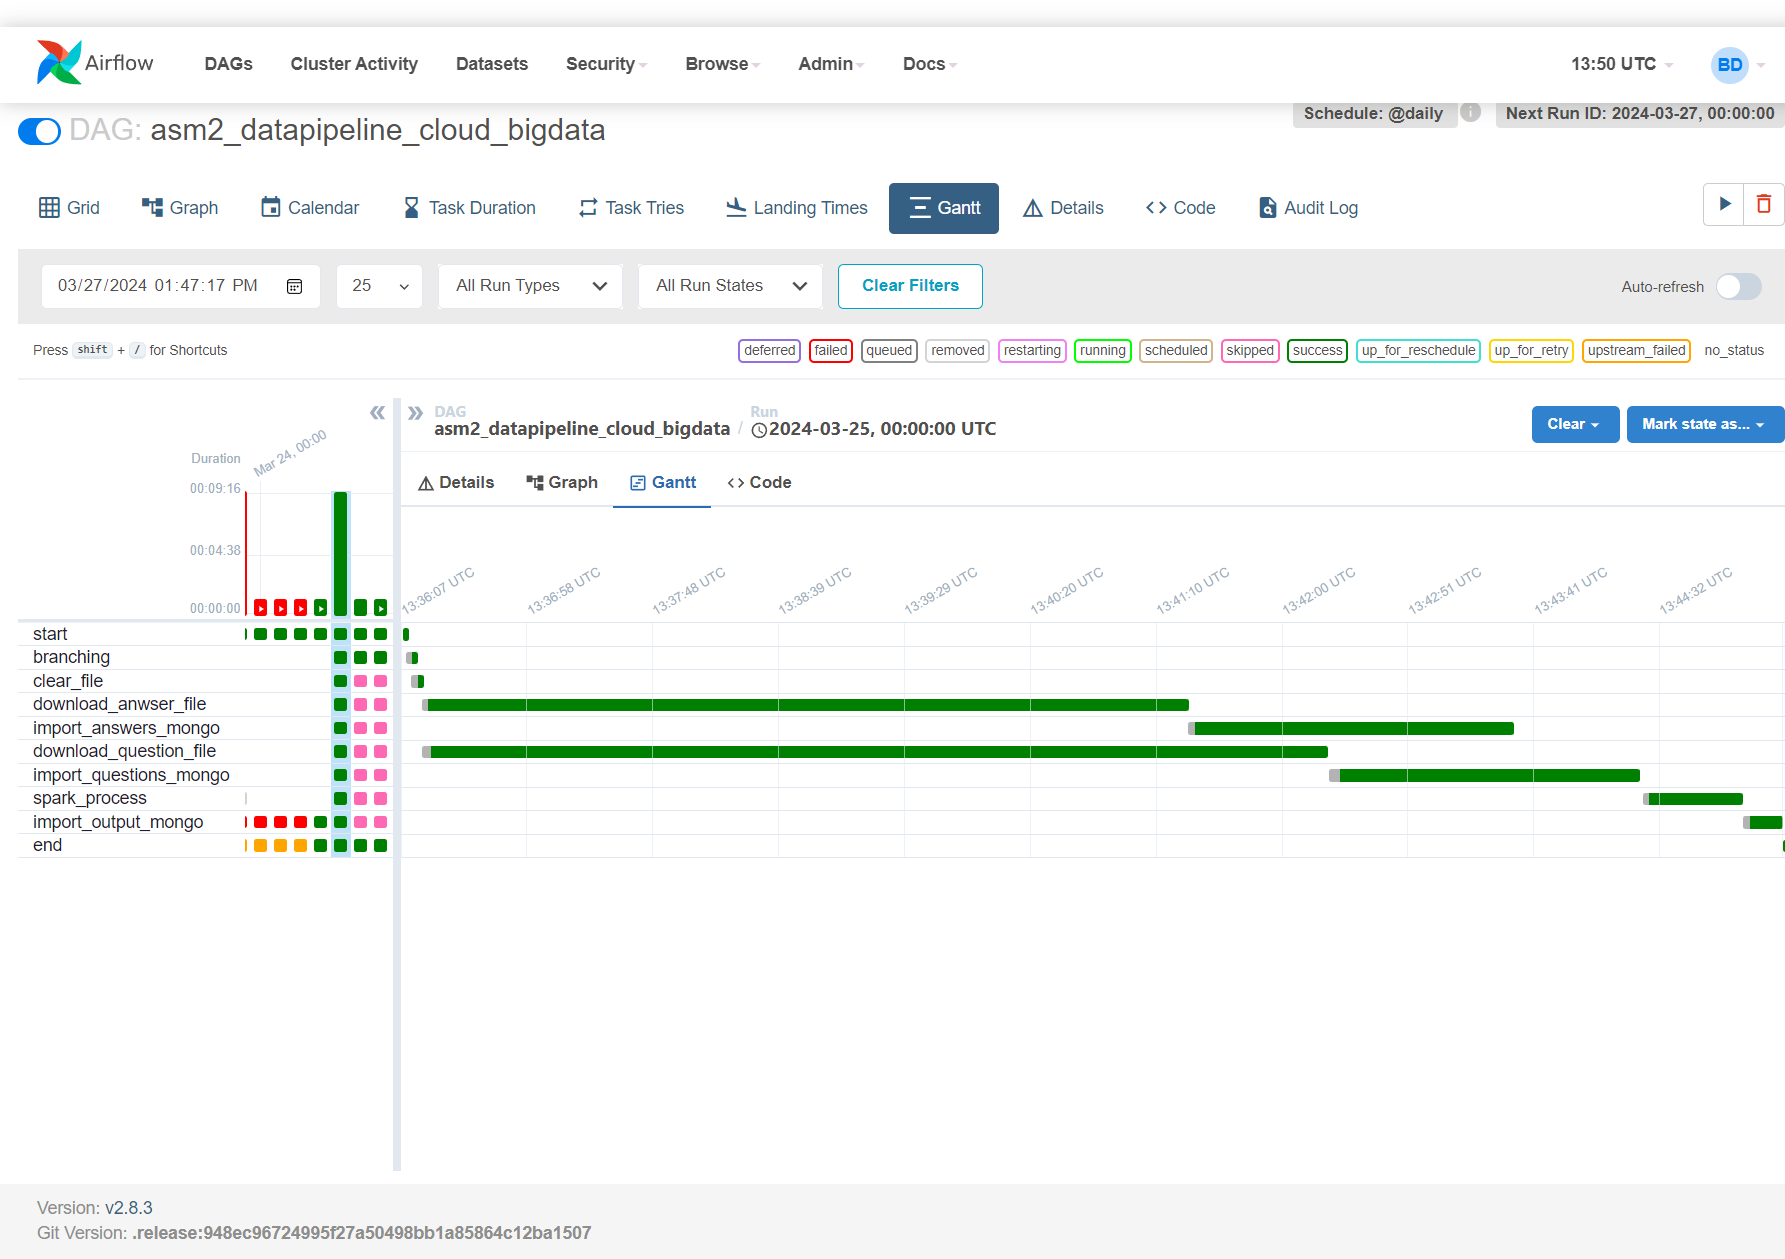 Airflow DAGs Cluster Activity Datasets Security Browse Admin Docs 13:50 UTC BD
DAG: asm2_datapipeline_cloud_bigdata Schedule: @daily i Next Run ID: 2024-03-27, 00:00:00
Grid Graph Calendar Task Duration Task Tries Landing Times Gantt Details Code Audit Log
03/27/2024 01:47:17 PM 25 All Run Types All Run States Clear Filters Auto-refresh
Press shift + / for Shortcuts deferred failed queued removed restarting running scheduled skipped success up_for_reschedule up_for_retry upstream_failed no_status
DAG Run
asm2_datapipeline_cloud_bigdata / 2024-03-25, 00:00:00 UTC Clear Mark state as...
Details Graph Gantt Code
Mar 24, 00:00
Duration
00:09:16
00:04:38
00:00:00
13:36:07 UTC 13:36:58 UTC 13:37:48 UTC 13:38:39 UTC 13:39:29 UTC 13:40:20 UTC 13:41:10 UTC 13:42:00 UTC 13:42:51 UTC 13:43:41 UTC 13:44:32 UTC
start
branching
clear_file
download_anwser_file
import_answers_mongo
download_question_file
import_questions_mongo
spark_process
import_output_mongo
end
Version: v2.8.3
Git Version: .release:948ec96724995f27a50498bb1a85864c12ba1507